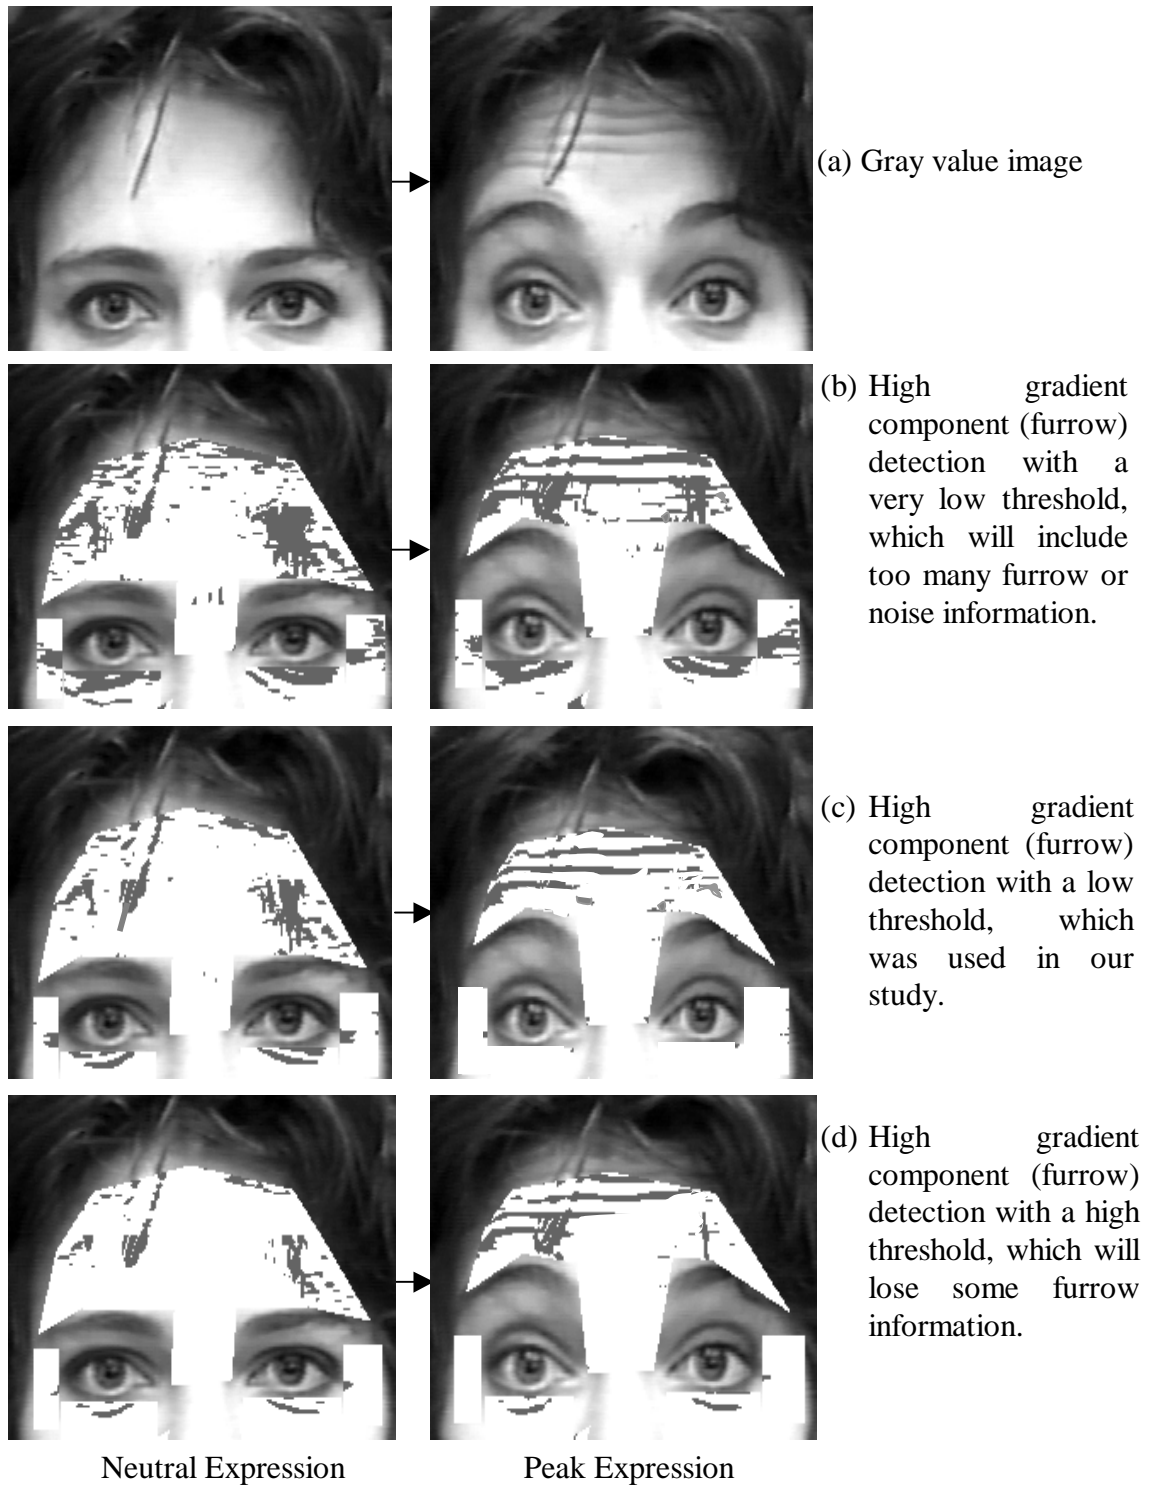 (a) Gray value image
(b) High gradient
component (furrow)
detection with a
very low threshold,
which will include
too many furrow or
noise information.
(c) High gradient
component (furrow)
detection with a low
threshold, which
was used in our
study.
(d) High gradient
component (furrow)
detection with a high
threshold, which will
lose some furrow
information.
Neutral Expression
Peak Expression